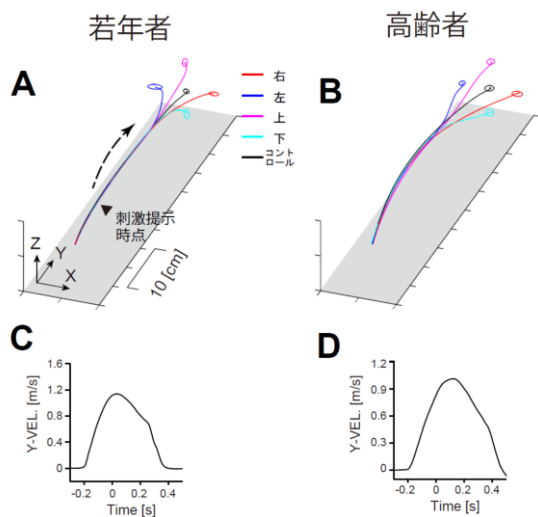 若年者
高齢者
A
B
右
左
上
下
コント
ロール
刺激提示
時点
Z
Y
X
10 [cm]
C
D
Y-VEL. [m/s]
1.6
1.2
0.8
0.4
0
-0.2
0
0.2
0.4
Time [s]
Y-VEL. [m/s]
1.2
0.9
0.6
0.3
0
-0.2
0
0.2
0.4
Time [s]